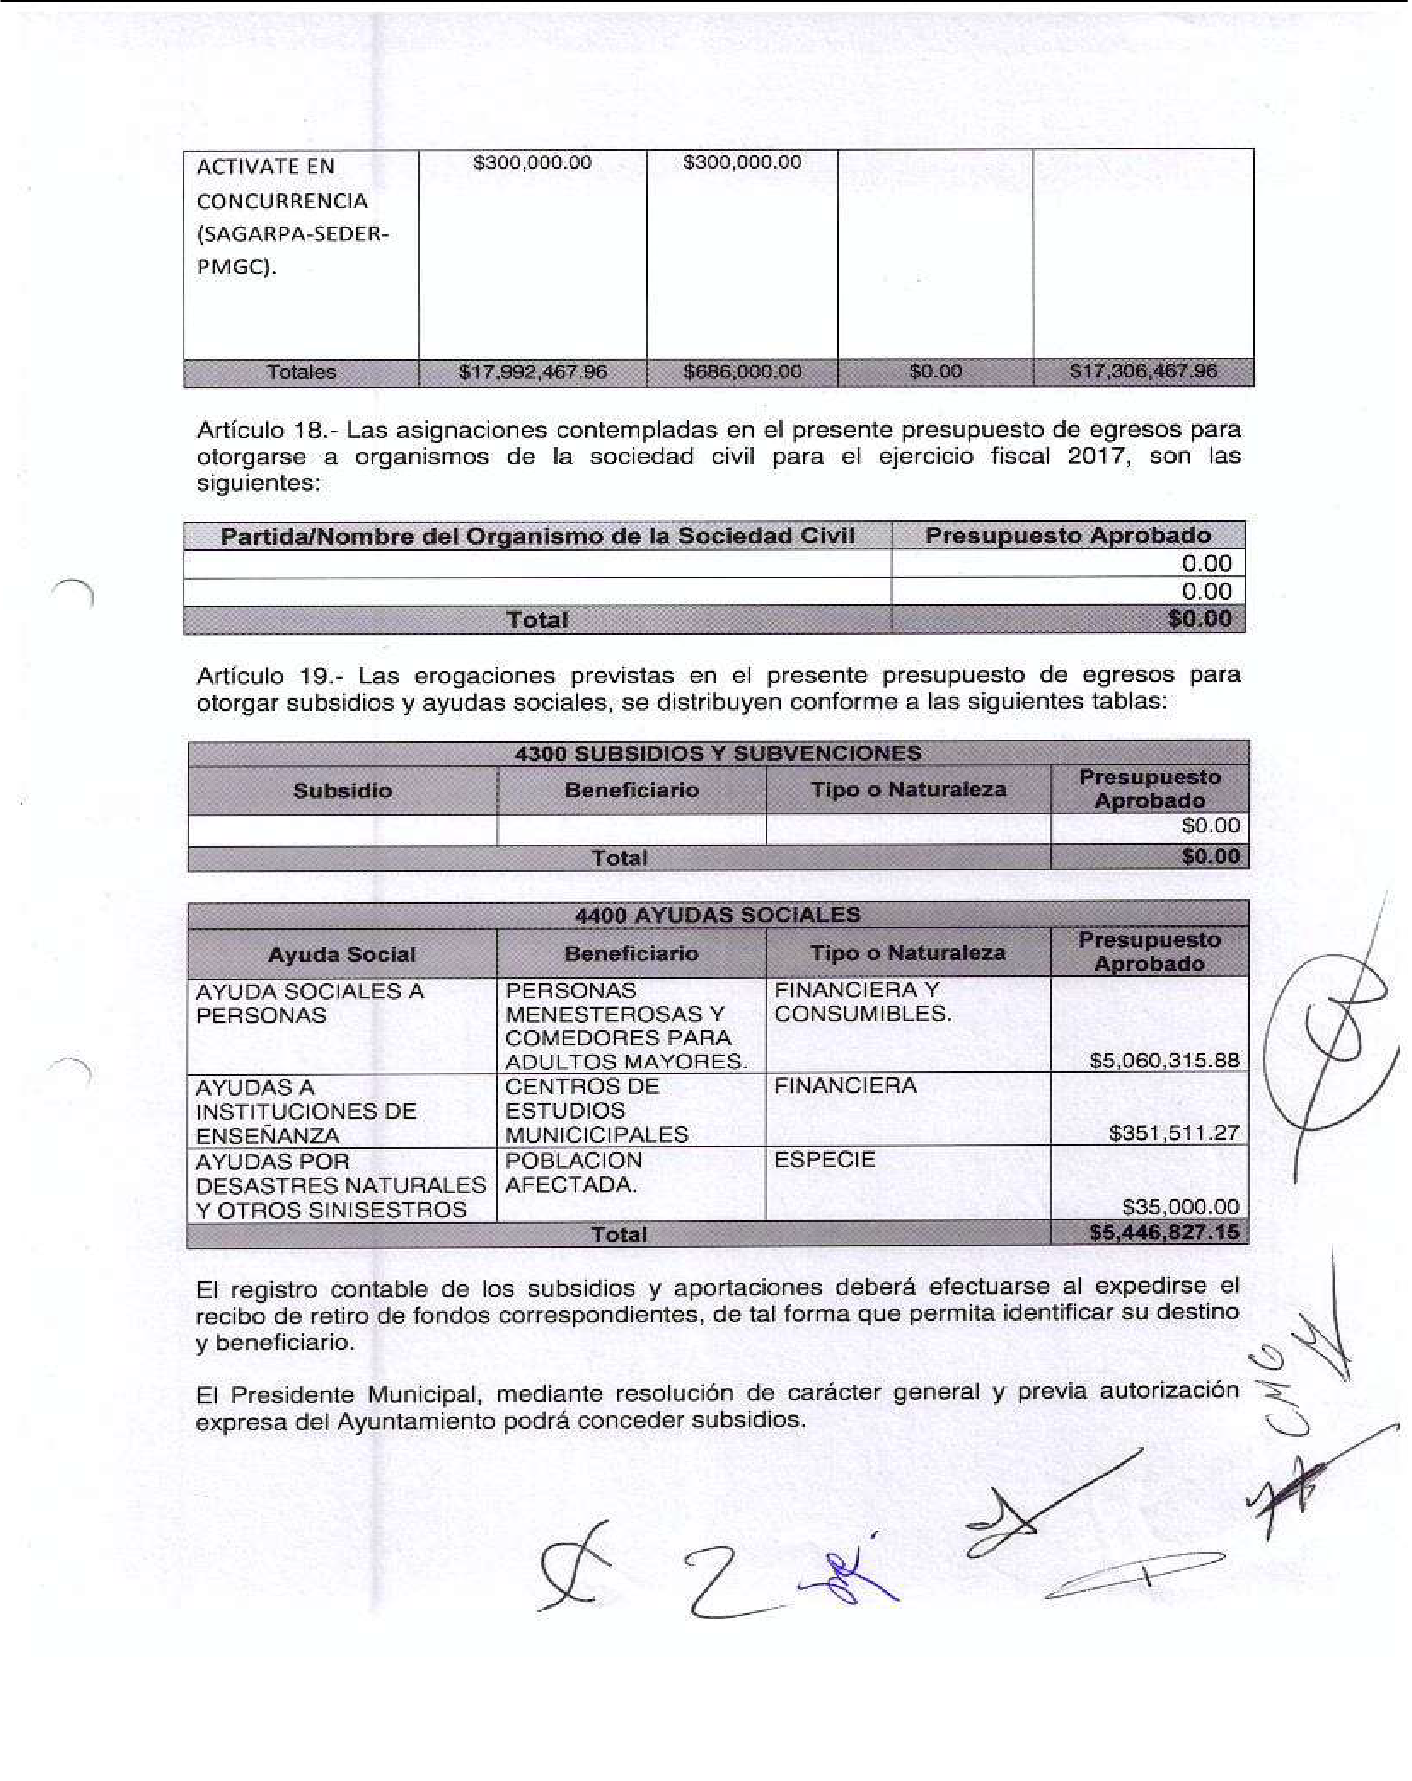 ACTIVATE EN
CONCURRENCIA
(SAGARPA-SEDER-
PMGC).
$300,000.00
$300,000.00
Totales $17,992,467.96 $686,000.00 $0.00 $17,306,467.96
Artículo 18.- Las asignaciones contempladas en el presente presupuesto de egresos para
otorgarse a organismos de la sociedad civil para el ejercicio fiscal 2017, son las
siguientes:
Partida/Nombre del Organismo de la Sociedad Civil Presupuesto Aprobado
0.00
0.00
Total $0.00
Artículo 19.- Las erogaciones previstas en el presente presupuesto de egresos para
otorgar subsidios y ayudas sociales, se distribuyen conforme a las siguientes tablas:
4300 SUBSIDIOS Y SUBVENCIONES
Subsidio
Beneficiario
Tipo o Naturaleza
Presupuesto
Aprobado
$0.00
Total $0.00
4400 AYUDAS SOCIALES
Ayuda Social
Beneficiario
Tipo o Naturaleza
Presupuesto
Aprobado
AYUDA SOCIALES A
PERSONAS
PERSONAS
MENESTEROSAS Y
COMEDORES PARA
ADULTOS MAYORES.
FINANCIERA Y
CONSUMIBLES.
$5,060,315.88
AYUDAS A
INSTITUCIONES DE
ENSEÑANZA
CENTROS DE
ESTUDIOS
MUNICICIPALES
FINANCIERA
$351,511.27
AYUDAS POR
DESASTRES NATURALES
Y OTROS SINISESTROS
POBLACION
AFECTADA.
ESPECIE
$35,000.00
Total $5,446,827.15
El registro contable de los subsidios y aportaciones deberá efectuarse al expedirse el
recibo de retiro de fondos correspondientes, de tal forma que permita identificar su destino
y beneficiario.
El Presidente Municipal, mediante resolución de carácter general y previa autorización
expresa del Ayuntamiento podrá conceder subsidios.
CMG